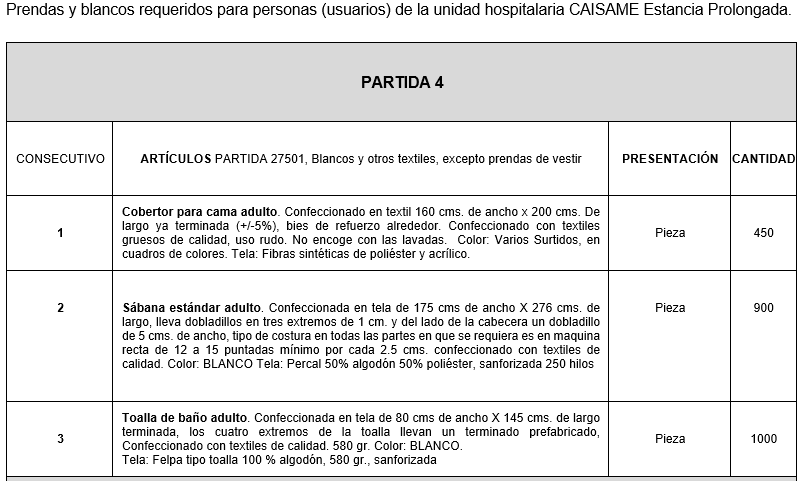 Prendas y blancos requeridos para personas (usuarios) de la unidad hospitalaria CAISAME Estancia Prolongada.
PARTIDA 4
CONSECUTIVO
ARTÍCULOS PARTIDA 27501, Blancos y otros textiles, excepto prendas de vestir
PRESENTACIÓN
CANTIDAD
1
Cobertor para cama adulto. Confeccionado en textil 160 cms. de ancho x 200 cms. De
largo ya terminada (+/-5%), bies de refuerzo alrededor. Confeccionado con textiles
gruesos de calidad, uso rudo. No encoge con las lavadas. Color: Varios Surtidos, en
cuadros de colores. Tela: Fibras sintéticas de poliéster y acrílico.
Pieza
450
2
Sábana estándar adulto. Confeccionada en tela de 175 cms de ancho X 276 cms. de
largo, lleva dobladillos en tres extremos de 1 cm. y del lado de la cabecera un dobladillo
de 5 cms. de ancho, tipo de costura en todas las partes en que se requiera es en maquina
recta de 12 a 15 puntadas mínimo por cada 2.5 cms. confeccionado con textiles de
calidad. Color: BLANCO Tela: Percal 50% algodón 50% poliéster, sanforizada 250 hilos
Pieza
900
3
Toalla de baño adulto. Confeccionada en tela de 80 cms de ancho X 145 cms. de largo
terminada, los cuatro extremos de la toalla llevan un terminado prefabricado,
Confeccionado con textiles de calidad. 580 gr. Color: BLANCO.
Tela: Felpa tipo toalla 100 % algodón, 580 gr., sanforizada
Pieza
1000